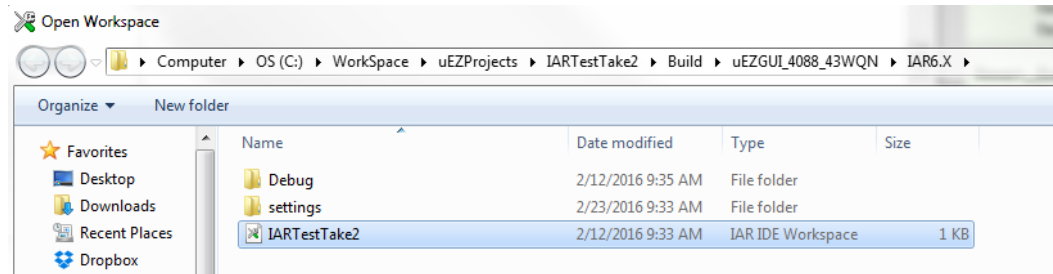 Open Workspace
Computer ▸ OS (C:) ▸ WorkSpace ▸ uEZProjects ▸ IARTestTake2 ▸ Build ▸ uEZGUI_4088_43WQN ▸ IAR6.X ▸
Organize ▾ New folder
Favorites
Desktop
Downloads
Recent Places
Dropbox
Name Date modified Type Size
Debug 2/12/2016 9:35 AM File folder
settings 2/23/2016 9:33 AM File folder
IARTestTake2 2/12/2016 9:33 AM IAR IDE Workspace 1 KB